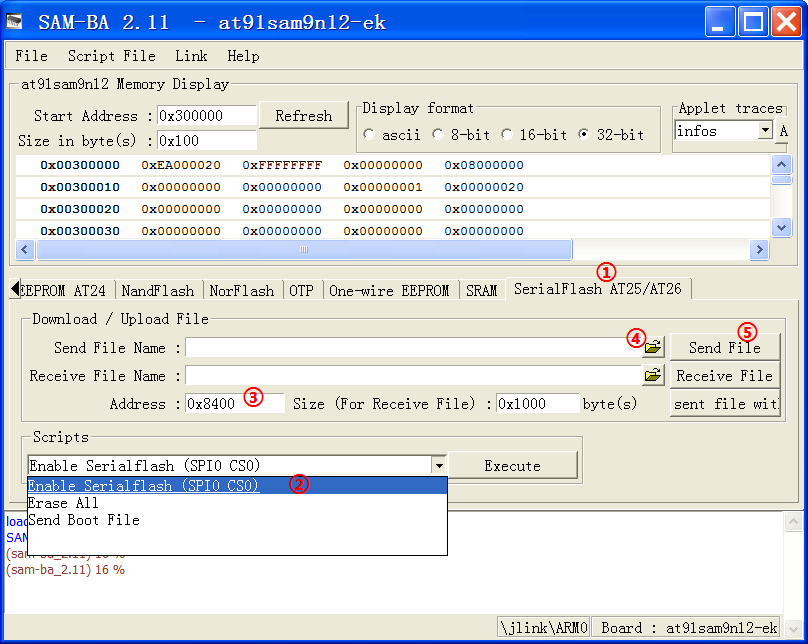 SAM-BA 2.11 - at91sam9n12-ek
File Script File Link Help
at91sam9n12 Memory Display
Start Address : 0x300000 Refresh
Size in byte(s) : 0x100
Display format
ascii 8-bit 16-bit 32-bit
Applet traces
infos A
0x00300000 0xEA000020 0xFFFFFFFF 0x00000000 0x08000000
0x00300010 0x00000000 0x00000000 0x00000001 0x00000020
0x00300020 0x00000000 0x00000000 0x00000000 0x00000000
0x00300030 0x00000000 0x00000000 0x00000000 0x00000000
①
EEPROM AT24 NandFlash NorFlash OTP One-wire EEPROM SRAM SerialFlash AT25/AT26
Download / Upload File
Send File Name : ④ Send File ⑤
Receive File Name : Receive File
Address : 0x8400 ③ Size (For Receive File) : 0x1000 byte(s) sent file wit
Scripts
Enable Serialflash (SPI0 CS0) Execute
Enable Serialflash (SPI0 CS0) ②
Erase All
Send Boot File
loa
SAM
(sam-ba_2.11) 16 %
(sam-ba_2.11) 16 %
\jlink\ARM0 Board : at91sam9n12-ek